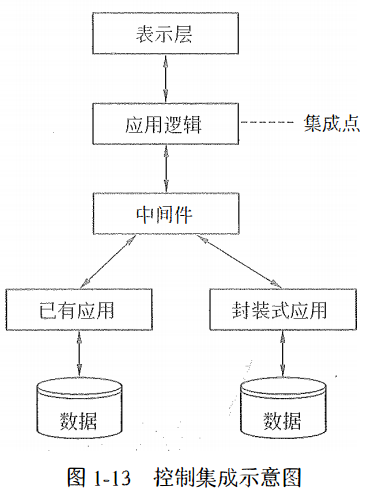 表示层
应用逻辑
集成点
中间件
已有应用
封装式应用
数据
数据
图 1-13 控制集成示意图